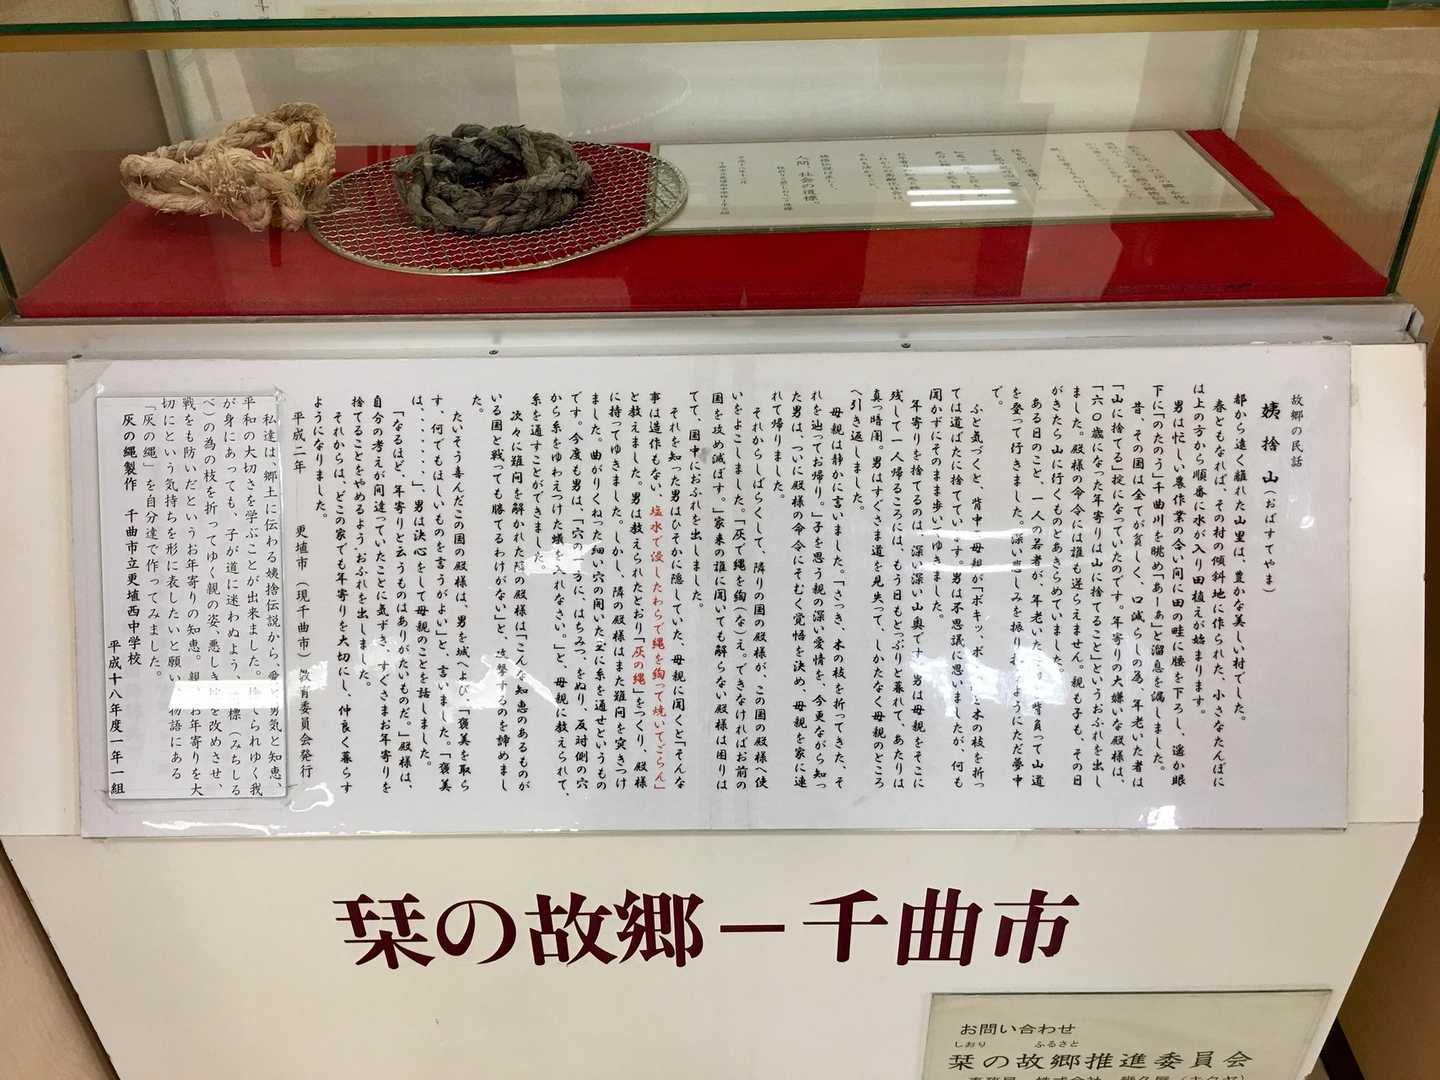 故郷の民話
姨捨山(おばすてやま)
都から遠く離れた山里は、豊かな美しい村でした。
春ともなれば、その村の傾斜地に作られた、小さなたんぼに
は上の方から順番に水が入り田植えが始まります。
男は忙しい農作業の合い間に田の畦に腰を下ろし、遙か眼
下に「のたのう」千曲川を眺め「あーぁ」と溜息を漏しました。
昔、その国は全てが貧しく、口減らしの為、年老いた者は
「山に捨てる」掟になっていたのです。年寄りの大嫌いな殿様は、
「六〇歳になった年寄りは山に捨てること」というおふれを出し
ました。殿様の命令には誰も逆らえません。親も子も、その日
がきたら山に行くものとあきらめていました。
ある日のこと、一人の若者が、年老いた 背負って山道
を登って行きました。深い悲しみを振り ようにただ夢中
で。
ふと気づくと、背中 母親が「ポキッ、ポ と木の枝を折っ
ては道ばたに捨てています。男は不思議に思いましたが、何も
聞かずにそのまま歩いてゆきました。
年寄りを捨てるのは、深い深い山奥です。男は母親をそこに
残して一人帰るころには、もう日もとっぷりと暮れて、あたりは
真っ暗闇。男はすぐさま道を見失って、しかたなく母親のところ
へ引き返しました。
母親は静かに言いました。「さっき、木の枝を折ってきた、そ
れを辿ってお帰り。」子を思う親の深い愛情を、今更ながら知っ
た男は、ついに殿様の命令にそむく覚悟を決め、母親を家に連
れて帰りました。
それからしばらくして、隣りの国の殿様が、この国の殿様へ使
いをよこしました。「灰で縄を綯(な)え。できなければお前の
国を攻め滅ぼす。」家来の誰に聞いても解らない殿様は困りは
てて、国中におふれを出しました。
それを知った男はひそかに隠していた、母親に聞くと「そんな
事は造作もない、塩水で浸したわらで縄を綯って焼いてごらん」
と教えました。男は教えられたとおり「灰の縄」をつくり、殿様
に持ってゆきました。しかし、隣の殿様はまた難問を突きつけ
ました。曲がりくねった細い穴の開いた玉に糸を通せというもの
です。今度も男は、「穴の一方に、はちみつ、をぬり、反対側の穴
から糸をゆわえつけた蟻を入れなさい。」と、母親に教えられて、
糸を通すことができました。
次々に難問を解かれた隣の殿様は「こんな知恵のあるものが
いる国と戦っても勝てるわけがない」と、攻撃するのを諦めまし
た。
たいそう喜んだこの国の殿様は、男を城へよび、「褒美を取ら
す、何でもほしいものを言うがよい」と、言いました。「褒美
は、・・・・・・」、男は決心をして母親のことを話しました。
「なるほど、年寄りと云うものはありがたいものだ。」殿様は、
自分の考えが間違っていたことに気ずき、すぐさまお年寄りを
捨てることをやめるよう・おふれを出しました。
それからは、どこの家でも年寄りを大切にし、仲良く暮らす
ようになりました。
平成二年 更埴市(現千曲市)教育委員会発行
私達は、郷土に伝わる姨捨伝説から、愛と勇気と知恵、
平和の大切さを学ぶことが出来ました。捨てられゆく我
が身にあっても、子が道に迷わぬよう 標(みちしる
べ)の為の枝を折ってゆく親の姿、悪しき掟を改めさせ、
戦をも防いだというお年寄りの知恵。親 お年寄りを大
切にという気持ちを形に表したいと願い 物語にある
「灰の縄」を自分達で作ってみました。
灰の縄製作 千曲市立更埴西中学校
平成十八年度一年一組
栞の故郷ー千曲市
お問い合わせ
しおり ふるさと
栞の故郷推進委員会